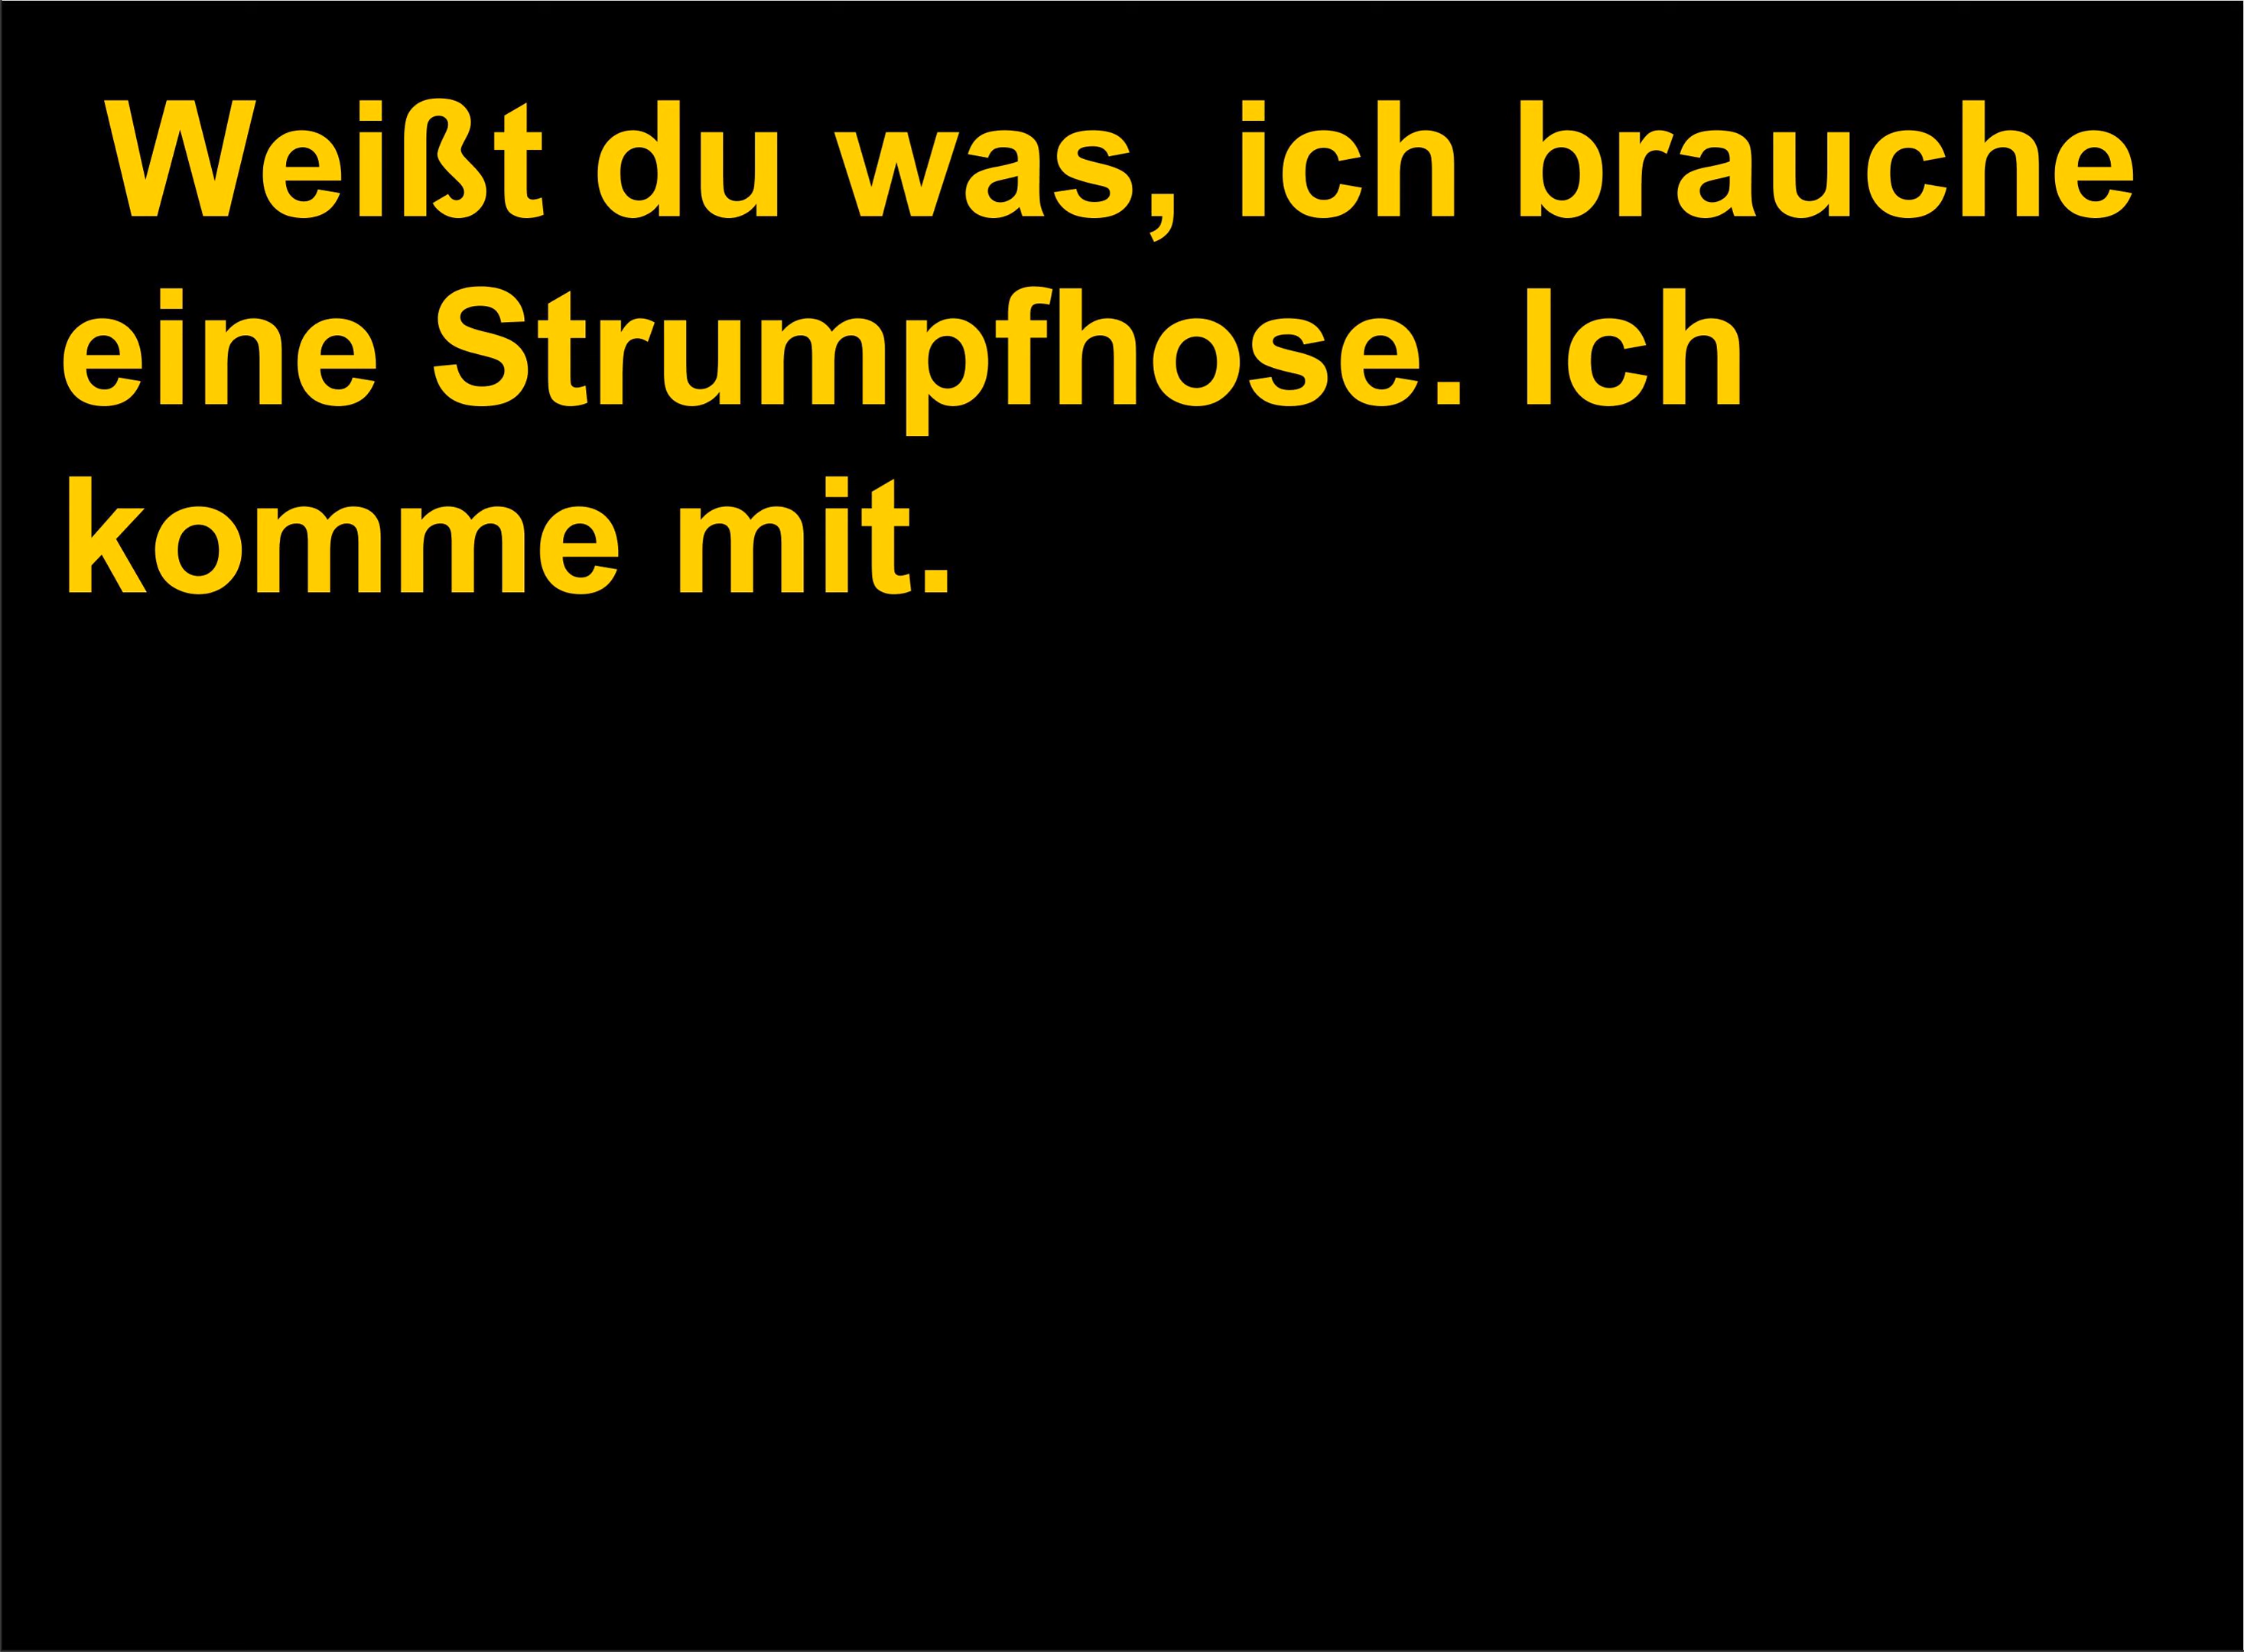 Weißt du was, ich brauche
eine Strumpfhose. Ich
komme mit.